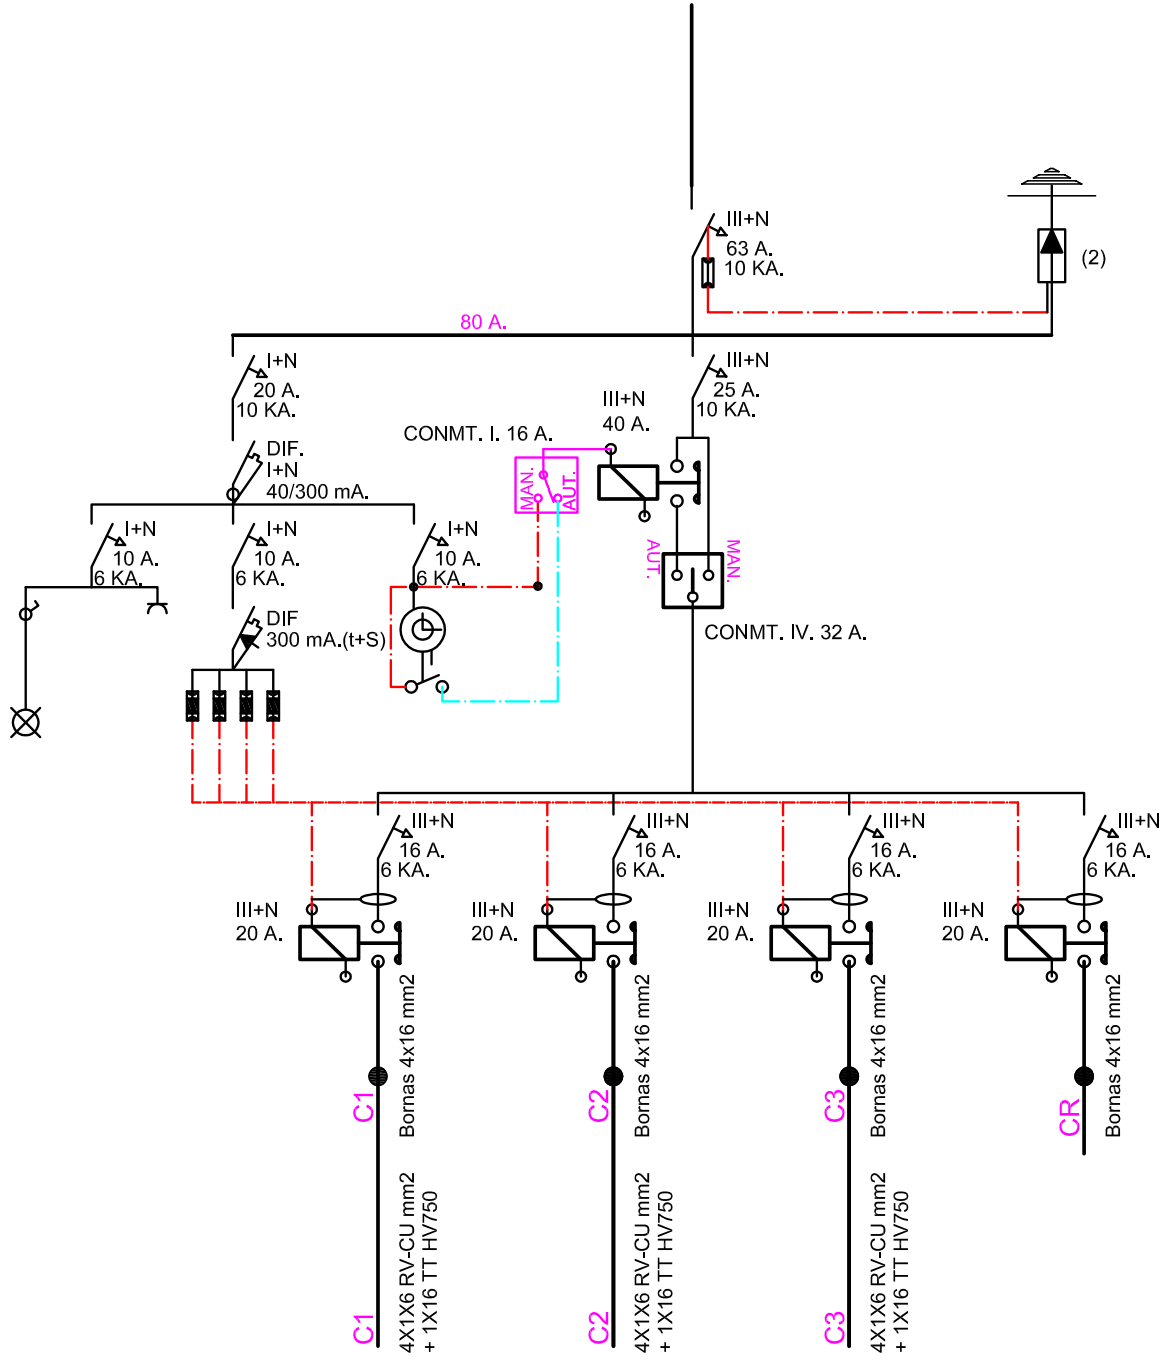 III+N
63 A.
10 KA.
(2)
80 A.
I+N
20 A.
10 KA.
III+N
25 A.
10 KA.
III+N
40 A.
CONMT. I. 16 A.
MAN.
AUT.
DIF.
I+N
40/300 mA.
I+N
10 A.
6 KA.
I+N
10 A.
6 KA.
I+N
10 A.
6 KA.
AUT.
MAN.
CONMT. IV. 32 A.
DIF
300 mA.(t+S)
III+N
16 A.
6 KA.
III+N
16 A.
6 KA.
III+N
16 A.
6 KA.
III+N
16 A.
6 KA.
III+N
20 A.
III+N
20 A.
III+N
20 A.
III+N
20 A.
C1
Bornas 4x16 mm2
C2
Bornas 4x16 mm2
C3
Bornas 4x16 mm2
CR
Bornas 4x16 mm2
C1
4X1X6 RV-CU mm2
+ 1X16 TT HV750
C2
4X1X6 RV-CU mm2
+ 1X16 TT HV750
C3
4X1X6 RV-CU mm2
+ 1X16 TT HV750